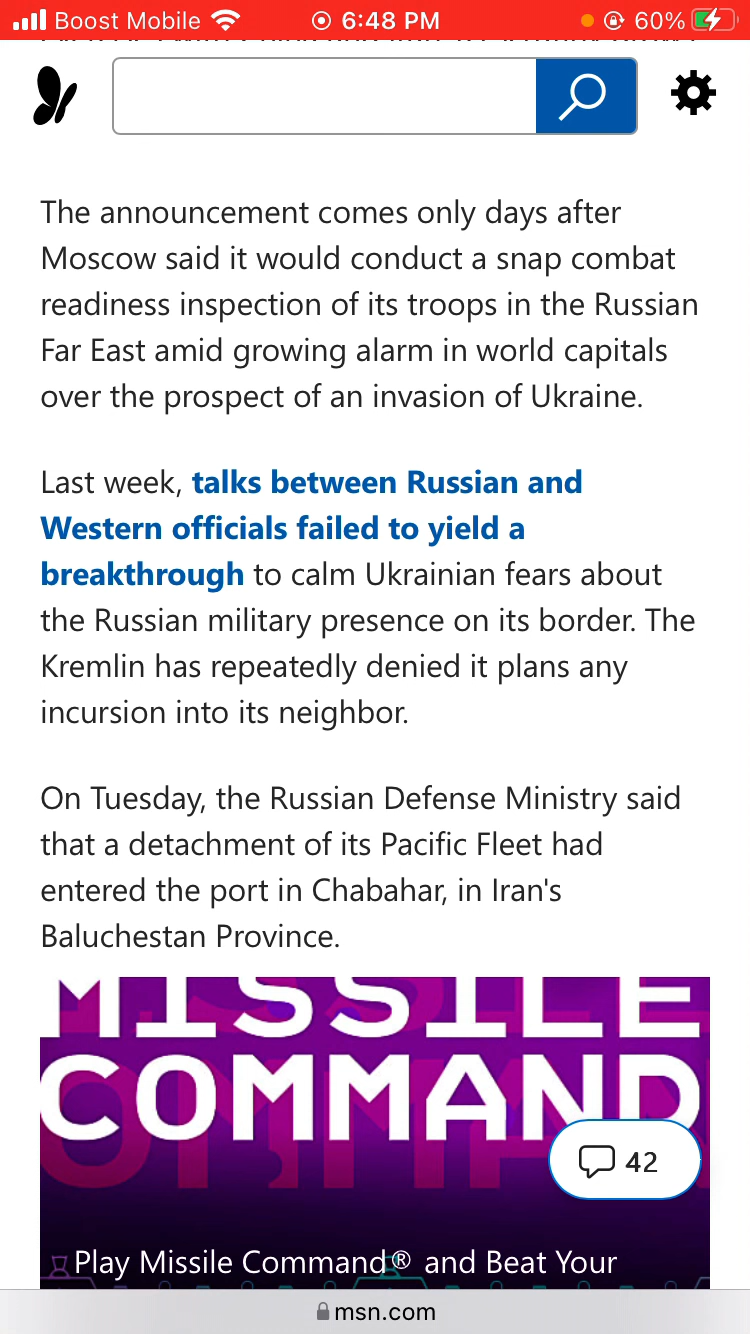 Boost Mobile 6:48 PM 60%
The announcement comes only days after
Moscow said it would conduct a snap combat
readiness inspection of its troops in the Russian
Far East amid growing alarm in world capitals
over the prospect of an invasion of Ukraine.
Last week, talks between Russian and
Western officials failed to yield a
breakthrough to calm Ukrainian fears about
the Russian military presence on its border. The
Kremlin has repeatedly denied it plans any
incursion into its neighbor.
On Tuesday, the Russian Defense Ministry said
that a detachment of its Pacific Fleet had
entered the port in Chabahar, in Iran's
Baluchestan Province.
MISSILE
COMMAND
42
Play Missile Command® and Beat Your
msn.com